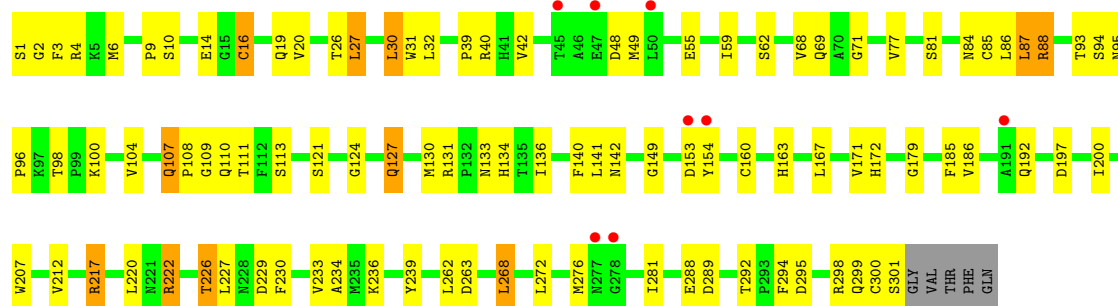 S1 G2 F3 R4 K5 M6 P9 S10 E14 G15 C16 Q19 V20 T26 L27 L30 W31 L32 P39 R40 H41 V42 T45 A46 E47 D48 M49 L50 E55 I59 S62 V68 Q69 A70 G71 V77 S81 N84 C85 L86 L87 R88 T93 S94 N95
P96 K97 T98 P99 K100 V104 Q107 P108 G109 Q110 T111 F112 S113 S121 G124 Q127 M130 R131 P132 N133 H134 T135 I136 F140 L141 N142 G149 D153 Y154 C160 H163 L167 V171 H172 G179 F185 V186 A191 Q192 D197 I200
W207 V212 R217 L220 N221 R222 T226 L227 N228 D229 F230 V233 A234 M235 K236 Y239 L262 D263 L268 L272 M276 N277 G278 I281 E288 D289 T292 P293 F294 D295 R298 Q299 C300 S301 GLY VAL THR PHE GLN